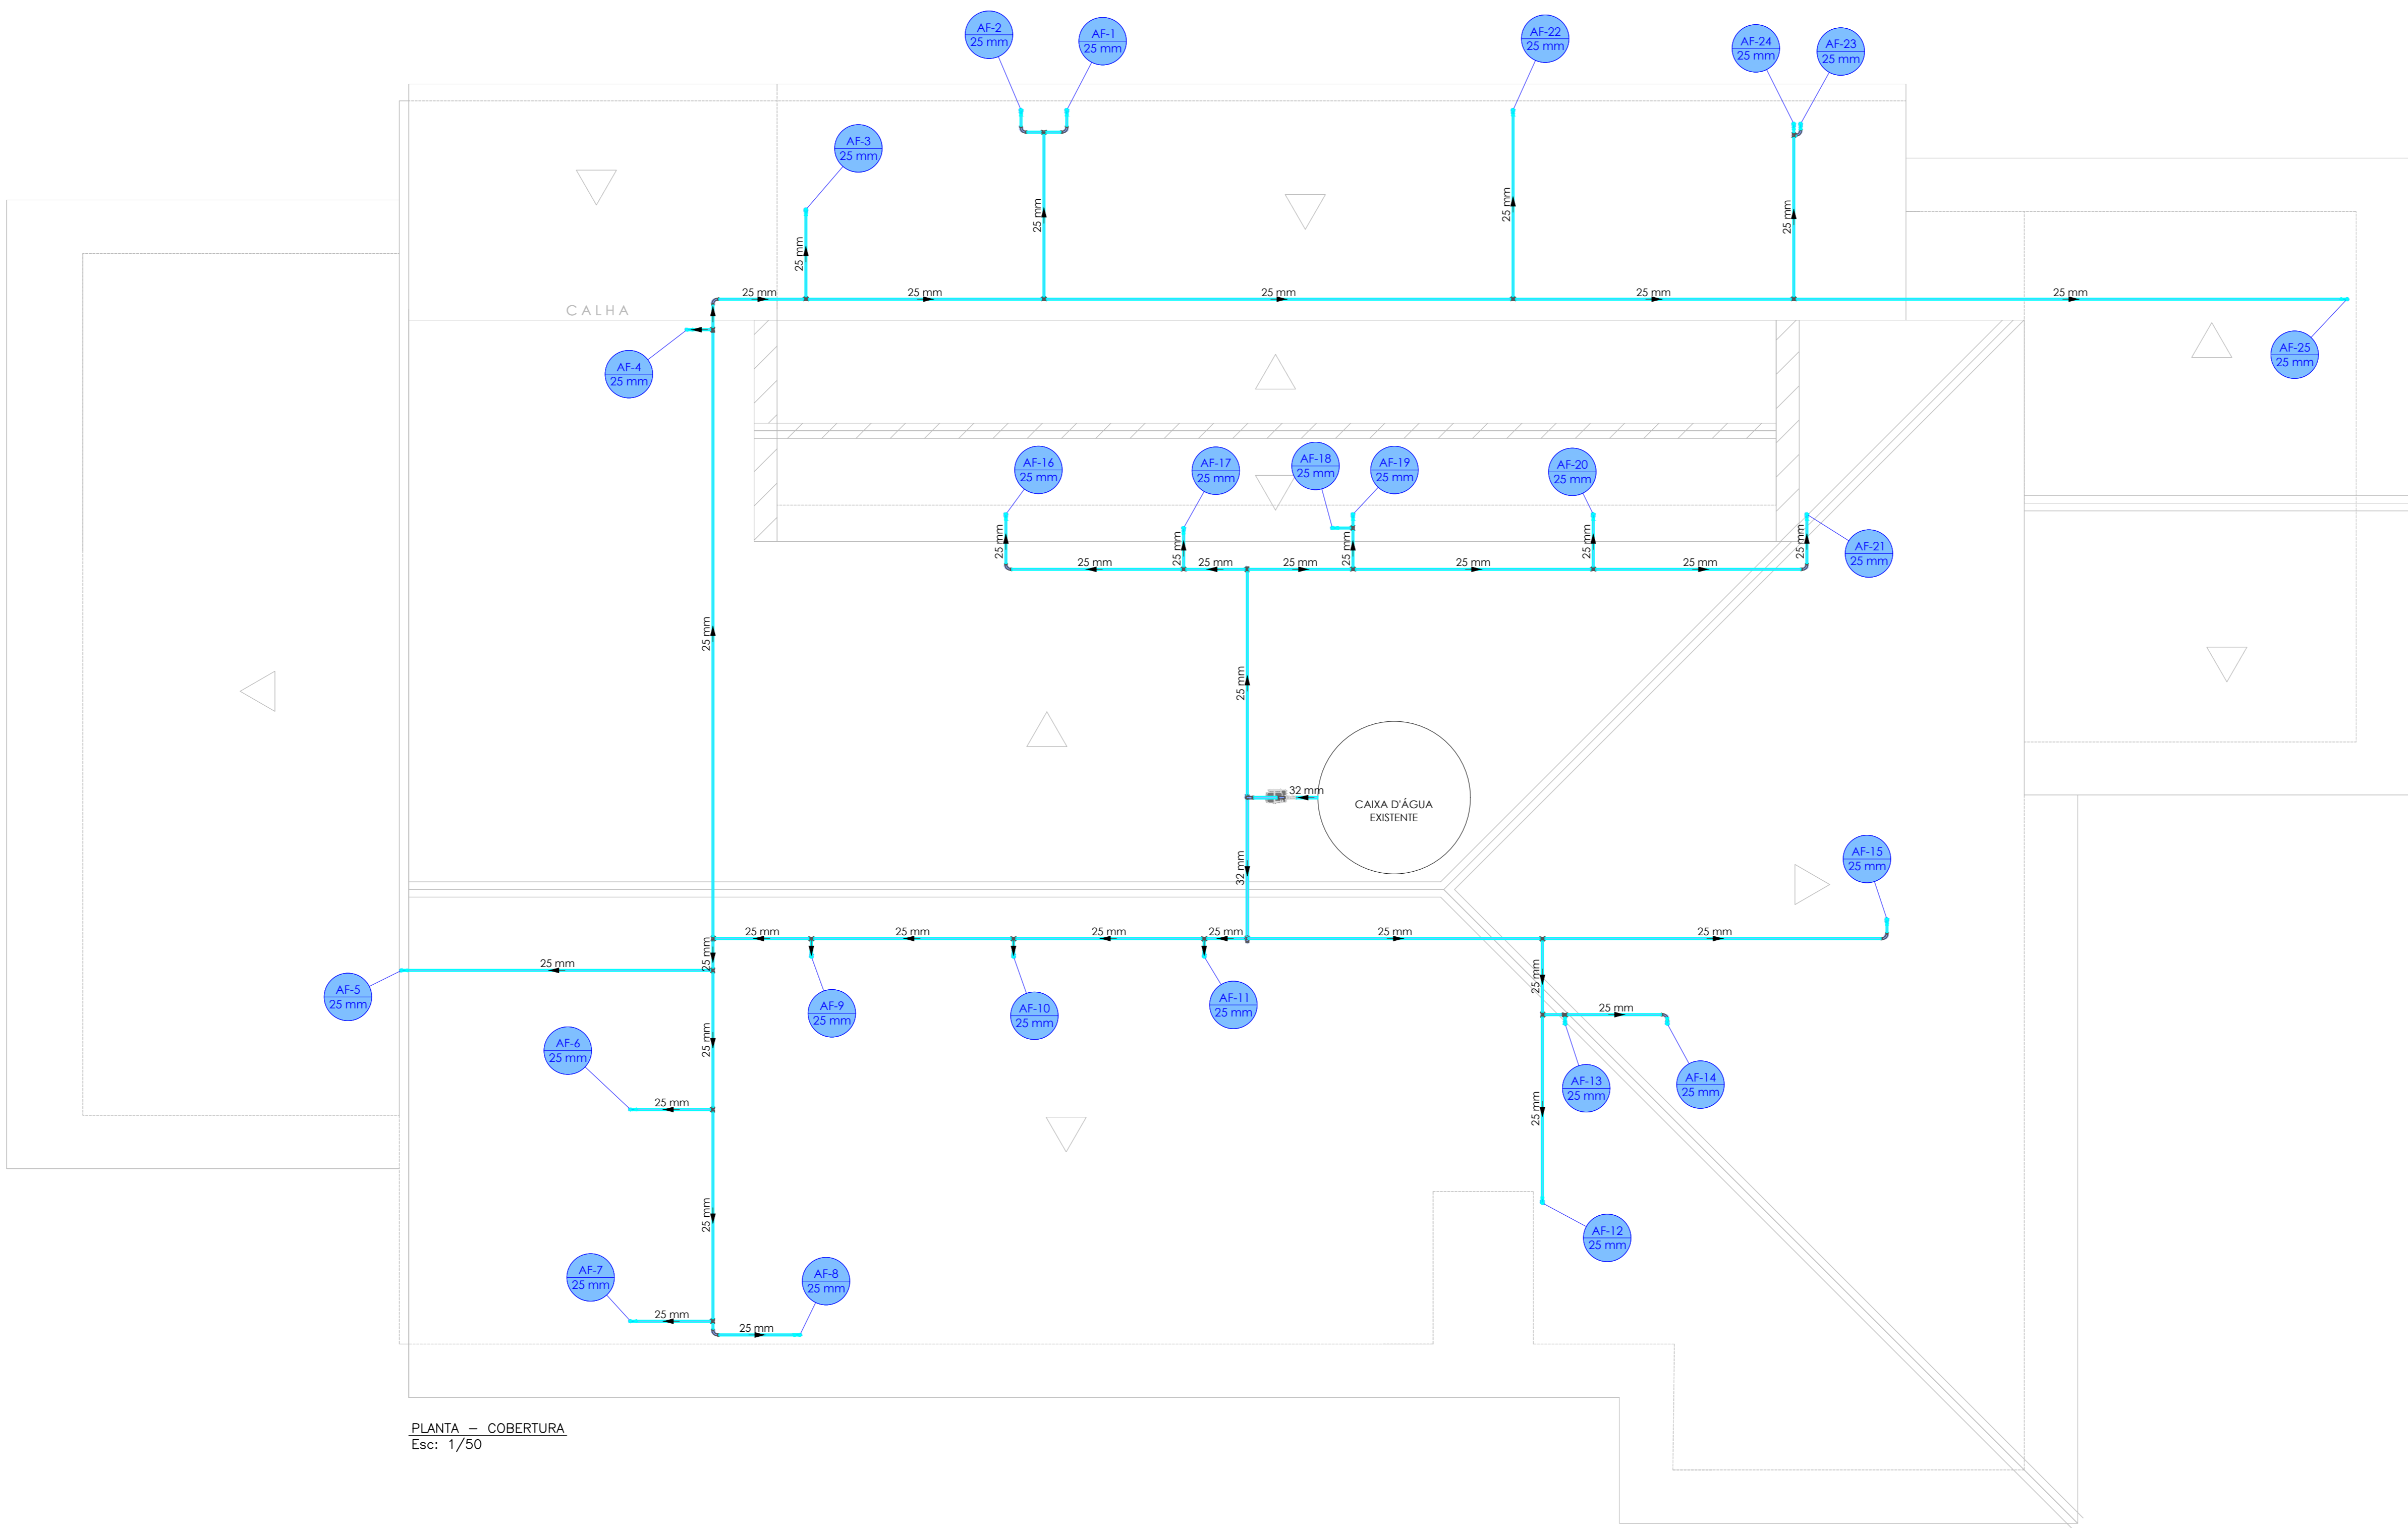 AF-2
25 mm
AF-1
25 mm
AF-22
25 mm
AF-24
25 mm
AF-23
25 mm
AF-3
25 mm
25 mm
25 mm
25 mm
25 mm
25 mm
25 mm
25 mm
25 mm
25 mm
CALHA
AF-4
25 mm
AF-25
25 mm
AF-16
25 mm
AF-17
25 mm
AF-18
25 mm
AF-19
25 mm
AF-20
25 mm
AF-21
25 mm
25 mm
25 mm
25 mm
25 mm
25 mm
25 mm
25 mm
25 mm
25 mm
25 mm
25 mm
25 mm
32 mm
CAIXA D'ÁGUA
EXISTENTE
32 mm
AF-15
25 mm
25 mm
25 mm
25 mm
25 mm
25 mm
25 mm
25 mm
25 mm
AF-5
25 mm
AF-9
25 mm
AF-10
25 mm
AF-11
25 mm
25 mm
25 mm
25 mm
AF-6
25 mm
25 mm
25 mm
AF-13
25 mm
AF-14
25 mm
25 mm
25 mm
AF-12
25 mm
AF-7
25 mm
AF-8
25 mm
25 mm
25 mm
PLANTA - COBERTURA
Esc: 1/50